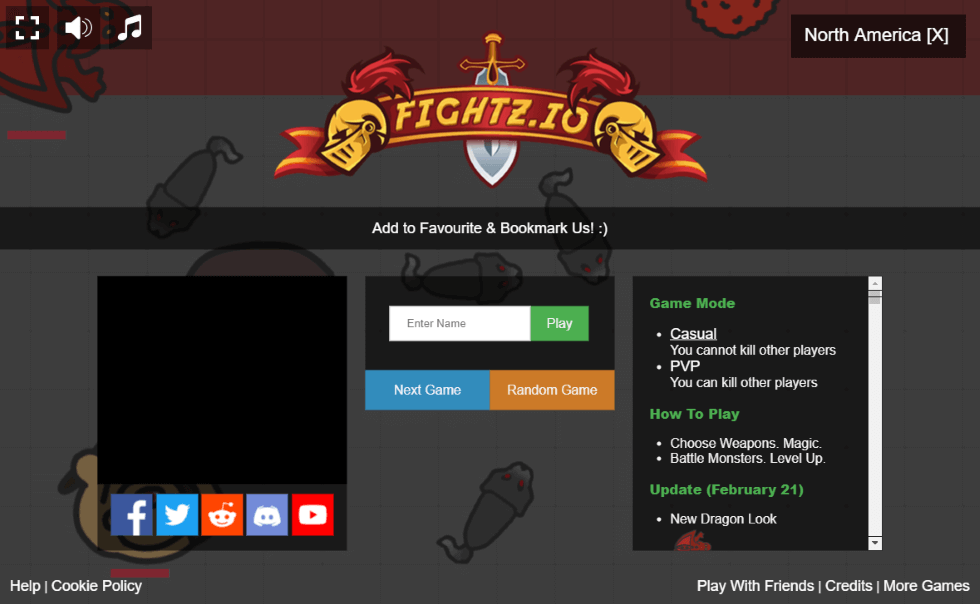 North America [X]
FIGHTZ.IO
Add to Favourite & Bookmark Us! :)
Enter Name
Play
Next Game
Random Game
Game Mode
Casual
You cannot kill other players
PVP
You can kill other players
How To Play
Choose Weapons. Magic.
Battle Monsters. Level Up.
Update (February 21)
New Dragon Look
Help | Cookie Policy
Play With Friends | Credits | More Games